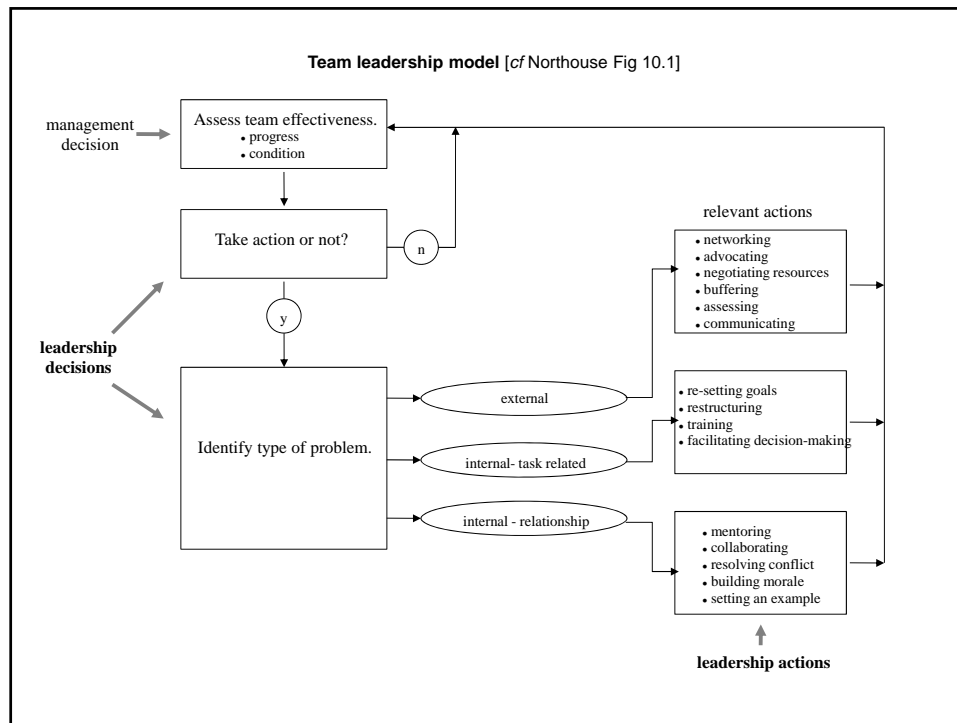 Team leadership model [cf Northouse Fig 10.1]
management
decision
Assess team effectiveness.
• progress
• condition
Take action or not?
n
y
leadership
decisions
Identify type of problem.
external
internal- task related
internal - relationship
relevant actions
• networking
• advocating
• negotiating resources
• buffering
• assessing
• communicating
• re-setting goals
• restructuring
• training
• facilitating decision-making
• mentoring
• collaborating
• resolving conflict
• building morale
• setting an example
leadership actions